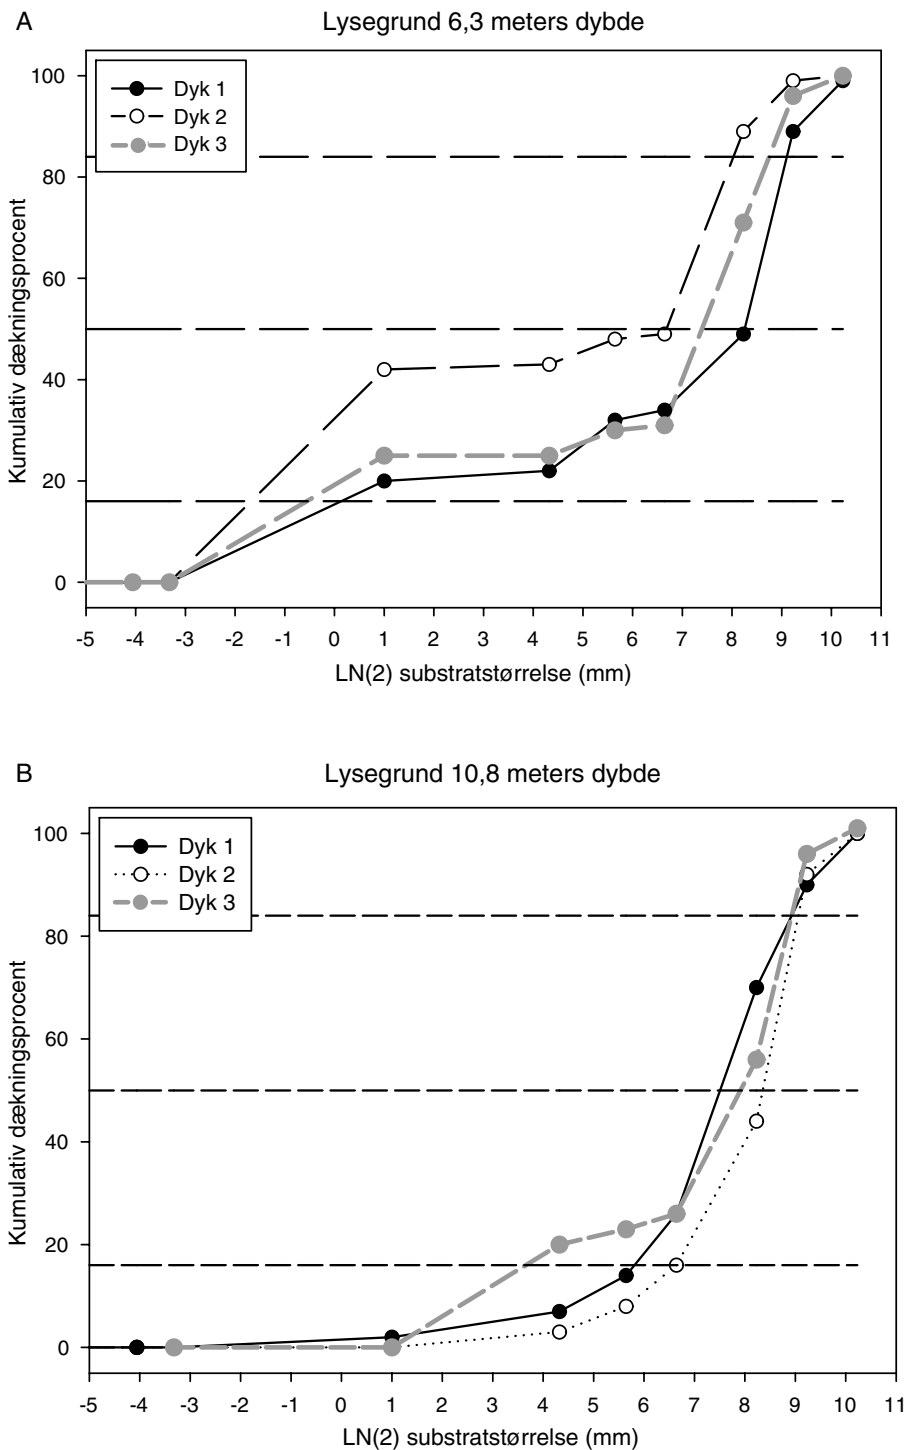 A
Lysegrund 6,3 meters dybde
Dyk 1
Dyk 2
Dyk 3
Kumulativ dækningsprocent
100
80
60
40
20
0
-5 -4 -3 -2 -1 0 1 2 3 4 5 6 7 8 9 10 11
LN(2) substratstørrelse (mm)
B
Lysegrund 10,8 meters dybde
Dyk 1
Dyk 2
Dyk 3
Kumulativ dækningsprocent
100
80
60
40
20
0
-5 -4 -3 -2 -1 0 1 2 3 4 5 6 7 8 9 10 11
LN(2) substratstørrelse (mm)